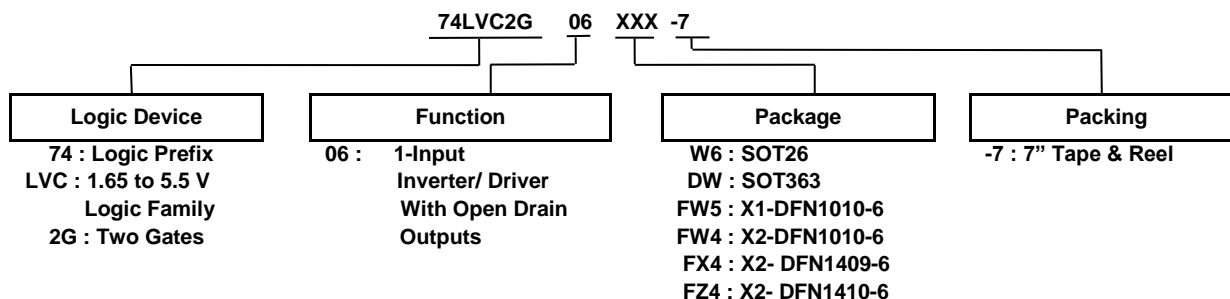 74LVC2G 06 XXX -7
Logic Device
74 : Logic Prefix
LVC : 1.65 to 5.5 V
Logic Family
2G : Two Gates
Function
06 : 1-Input
Inverter/ Driver
With Open Drain
Outputs
Package
W6 : SOT26
DW : SOT363
FW5 : X1-DFN1010-6
FW4 : X2-DFN1010-6
FX4 : X2- DFN1409-6
FZ4 : X2- DFN1410-6
Packing
-7 : 7” Tape & Reel